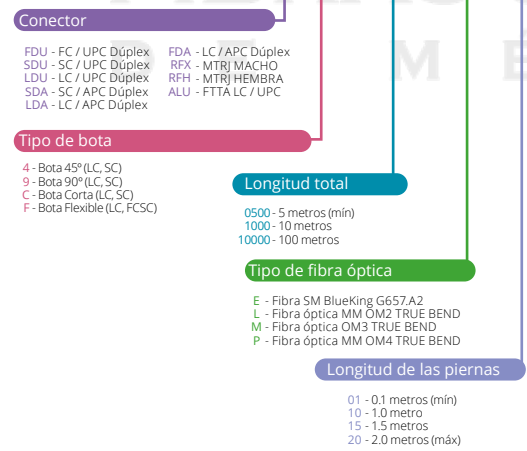 Conector
FDU - FC / UPC Dúplex
SDU - SC / UPC Dúplex
LDU - LC / UPC Dúplex
SDA - SC / APC Dúplex
LDA - LC / APC Dúplex
FDA - LC / APC Dúplex
RFX - MTRJ MACHO
RFH - MTRJ HEMBRA
ALU - FTTA LC / UPC
Tipo de bota
4 - Bota 45º (LC, SC)
9 - Bota 90º (LC, SC)
C - Bota Corta (LC, SC)
F - Bota Flexible (LC, FCSC)
Longitud total
0500 - 5 metros (mín)
1000 - 10 metros
10000 - 100 metros
Tipo de fibra óptica
E - Fibra SM BlueKing G657.A2
L - Fibra óptica MM OM2 TRUE BEND
M - Fibra óptica OM3 TRUE BEND
P - Fibra óptica MM OM4 TRUE BEND
Longitud de las piernas
01 - 0.1 metros (mín)
10 - 1.0 metro
15 - 1.5 metros
20 - 2.0 metros (máx)